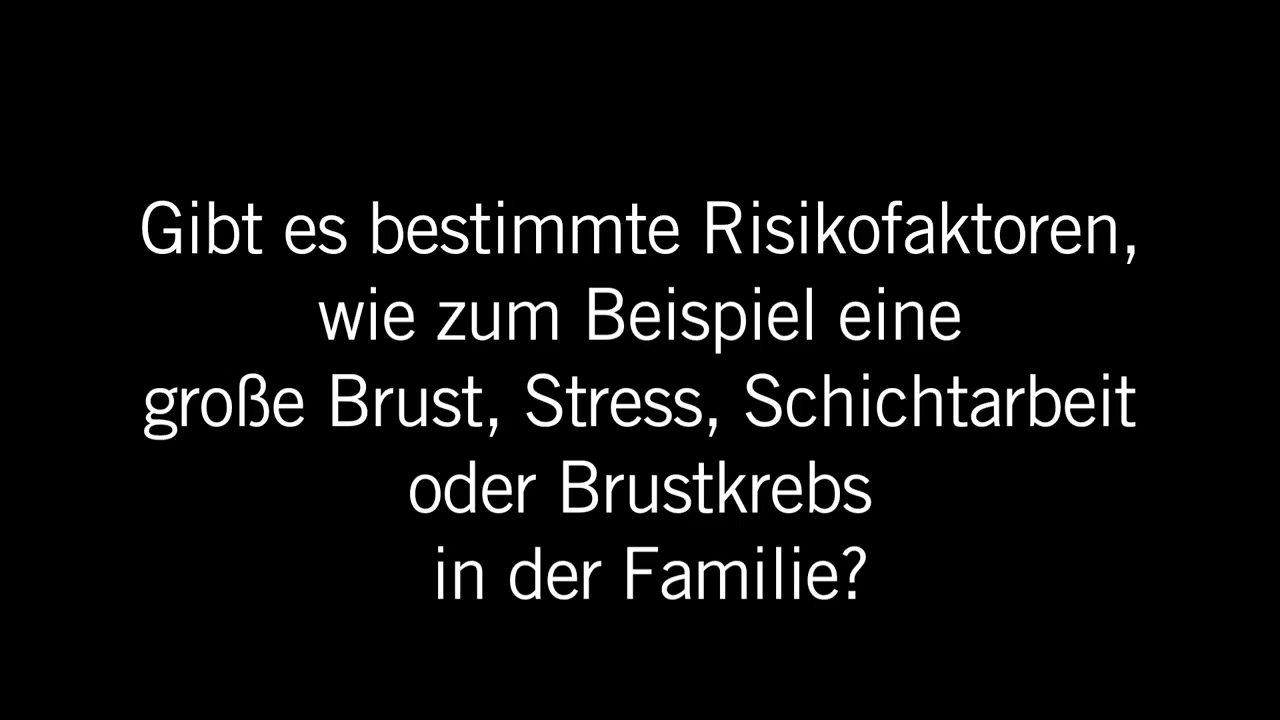 Gibt es bestimmte Risikofaktoren,
wie zum Beispiel eine
große Brust, Stress, Schichtarbeit
oder Brustkrebs
in der Familie?